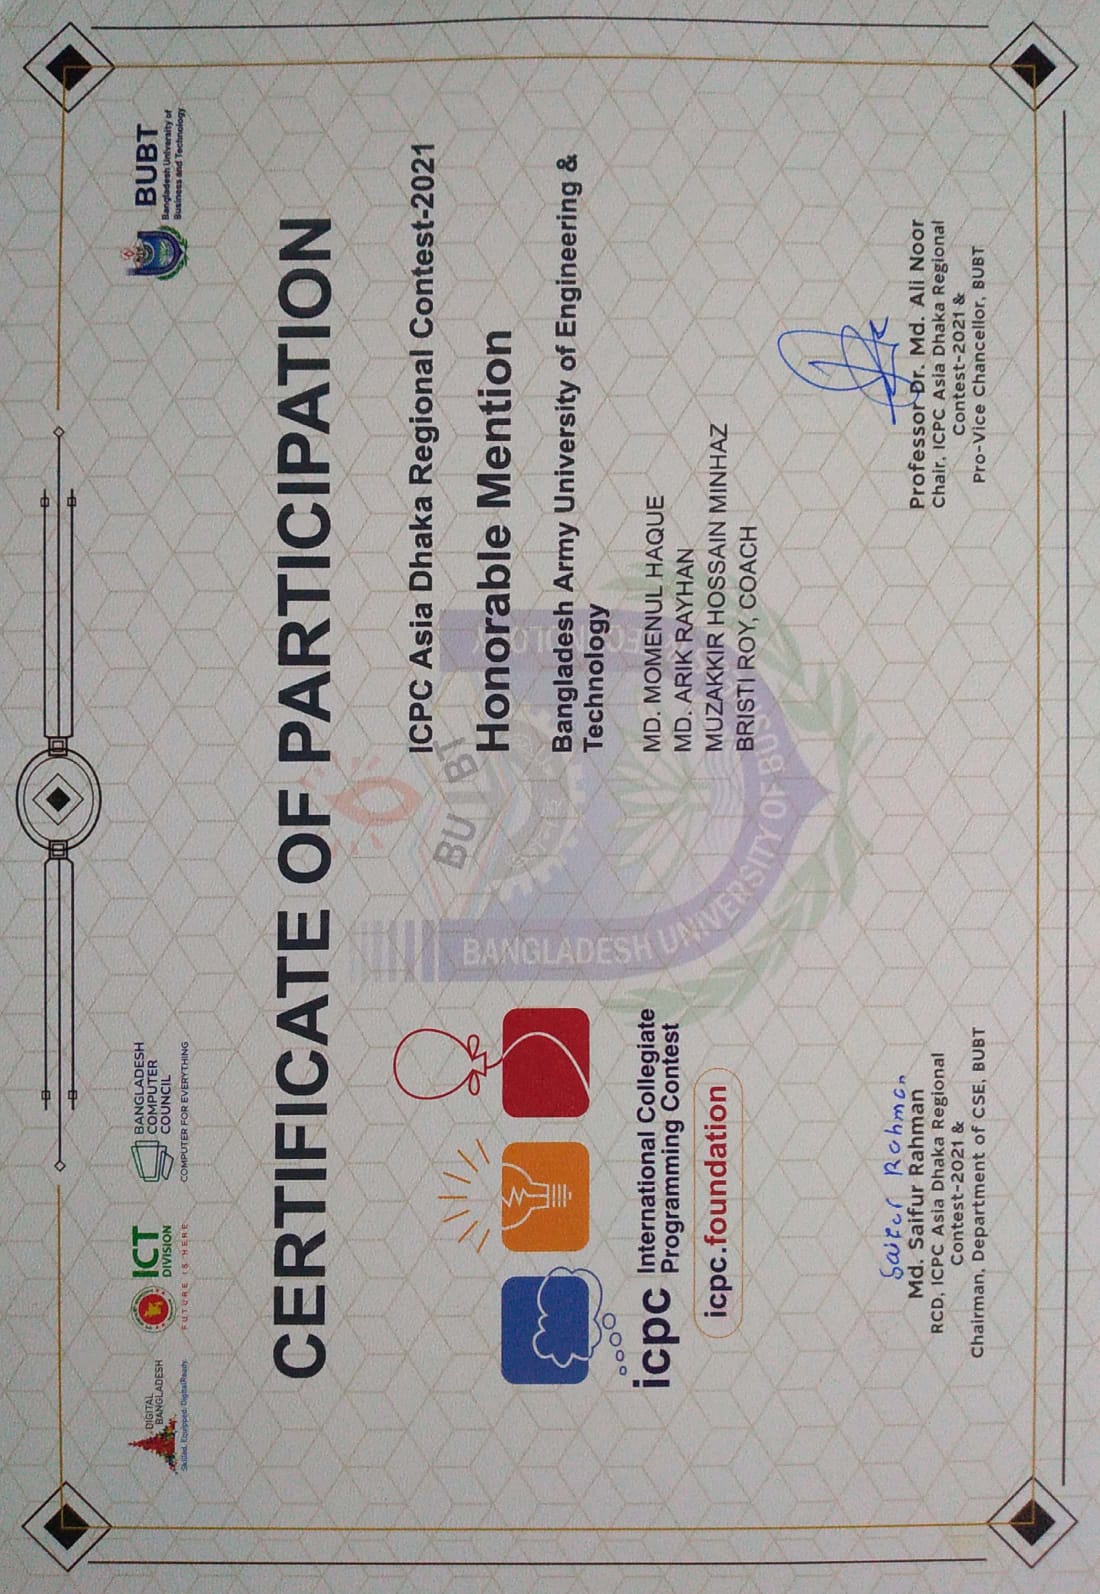 DIGITAL
BANGLADESH
Skilled. Equipped. DigitalReady
ICT
DIVISION
FUTURE IS HERE
BANGLADESH
COMPUTER
COUNCIL
COMPUTER FOR EVERYTHING
BUBT
Bangladesh University of
Business and Technology
CERTIFICATE OF PARTICIPATION
icpc International Collegiate
Programming Contest
icpc.foundation
BUBT
BANGLADESH UNIVERSITY OF BUSINESS
ICPC Asia Dhaka Regional Contest-2021
Honorable Mention
Bangladesh Army University of Engineering &
Technology
MD. MOMENUL HAQUE
MD. ARIK RAYHAN
MUZAKKIR HOSSAIN MINHAZ
BRISTI ROY, COACH
Saifur Rahman
Md. Saifur Rahman
RCD, ICPC Asia Dhaka Regional
Contest-2021 &
Chairman, Department of CSE, BUBT
Professor Dr. Md. Ali Noor
Chair, ICPC Asia Dhaka Regional
Contest-2021 &
Pro-Vice Chancellor, BUBT